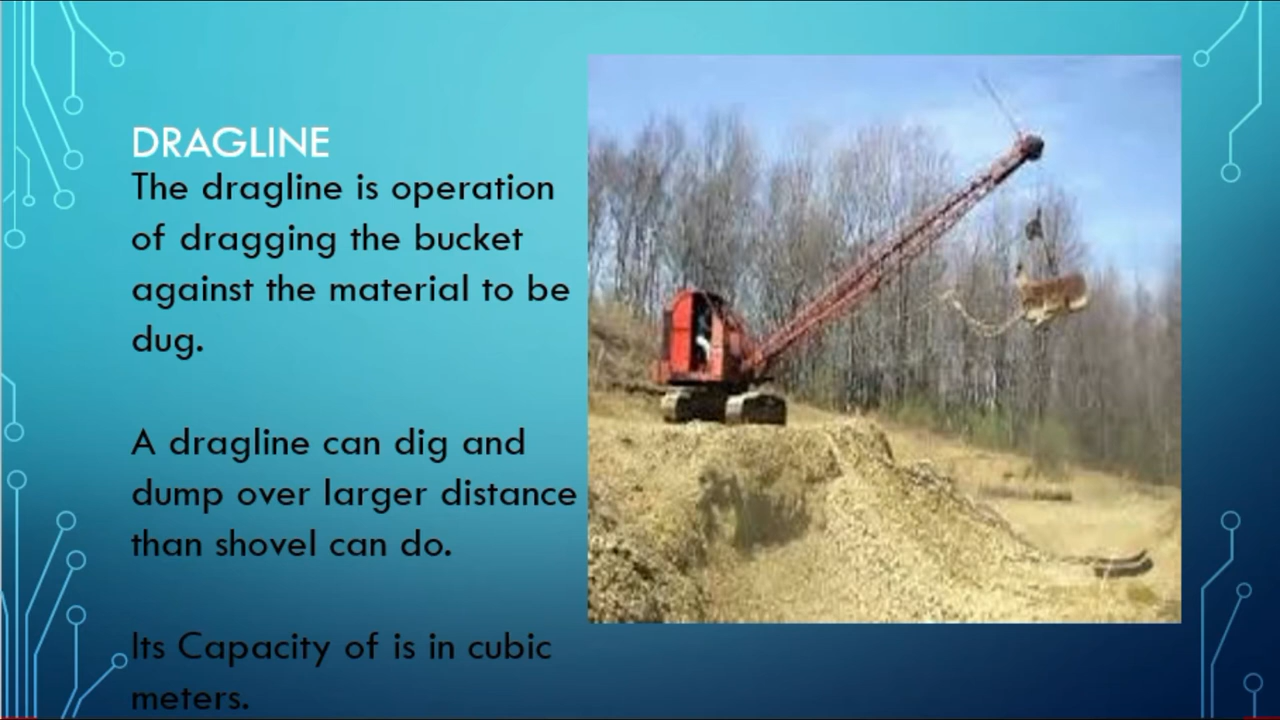 DRAGLINE
The dragline is operation
of dragging the bucket
against the material to be
dug.
A dragline can dig and
dump over larger distance
than shovel can do.
Its Capacity of is in cubic
meters.